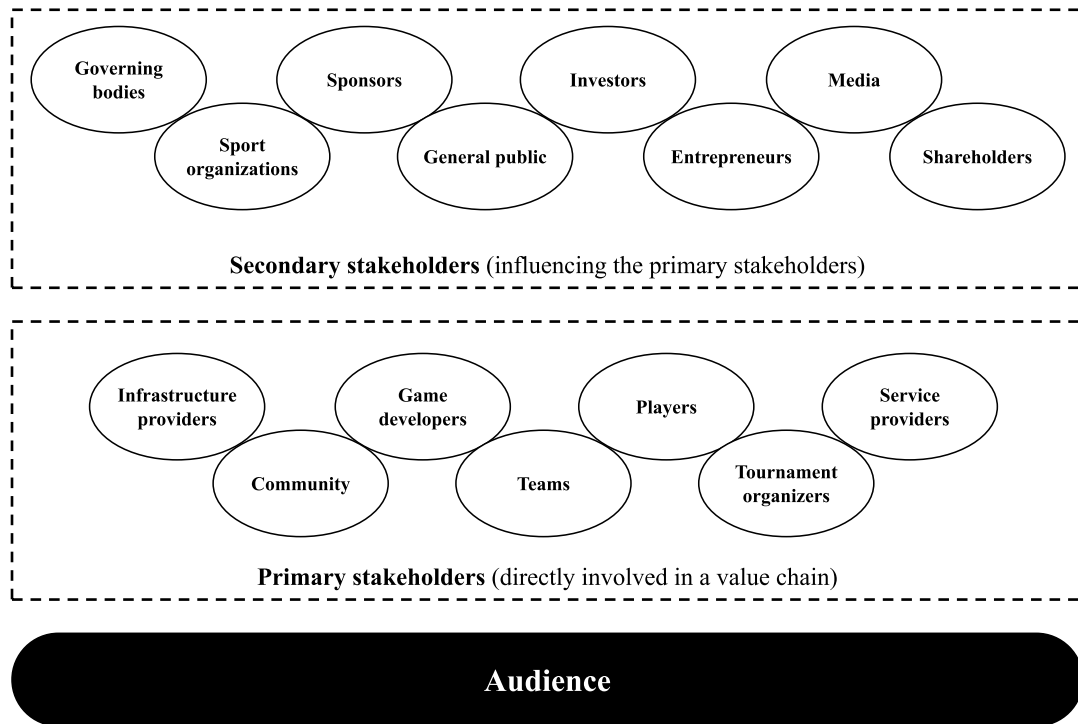 Governing
bodies
Sponsors
Investors
Media
Sport
organizations
General public
Entrepreneurs
Shareholders
Secondary stakeholders (influencing the primary stakeholders)
Infrastructure
providers
Game
developers
Players
Service
providers
Community
Teams
Tournament
organizers
Primary stakeholders (directly involved in a value chain)
Audience